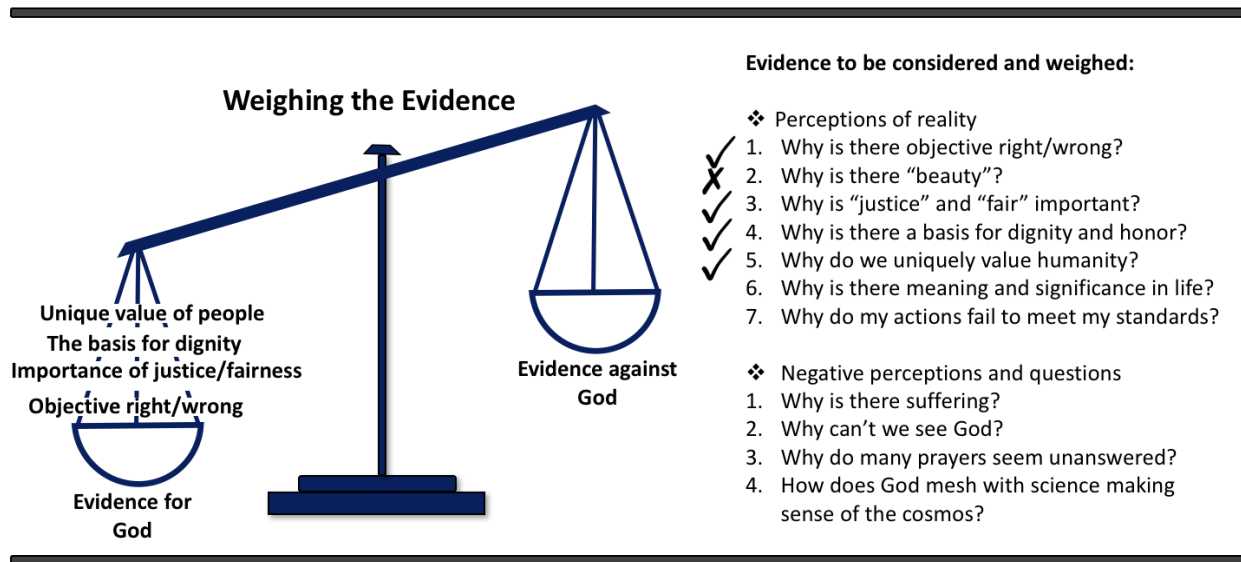 Weighing the Evidence
Unique value of people
The basis for dignity
Importance of justice/fairness
Objective right/wrong
Evidence for
God
Evidence against
God
Evidence to be considered and weighed:
❖ Perceptions of reality
✓ 1. Why is there objective right/wrong?
✗ 2. Why is there “beauty”?
✓ 3. Why is “justice” and “fair” important?
✓ 4. Why is there a basis for dignity and honor?
✓ 5. Why do we uniquely value humanity?
6. Why is there meaning and significance in life?
7. Why do my actions fail to meet my standards?
❖ Negative perceptions and questions
1. Why is there suffering?
2. Why can’t we see God?
3. Why do many prayers seem unanswered?
4. How does God mesh with science making
sense of the cosmos?